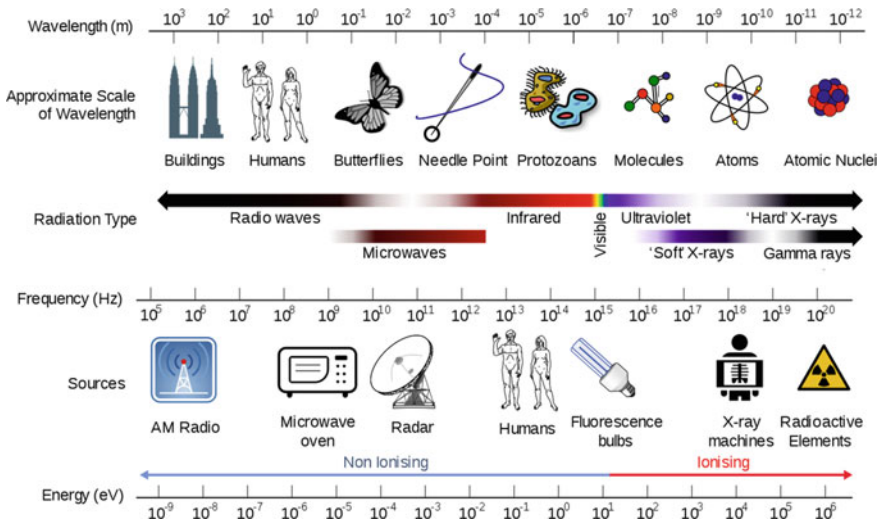 Wavelength (m) 10³ 10² 10¹ 10⁰ 10⁻¹ 10⁻² 10⁻³ 10⁻⁴ 10⁻⁵ 10⁻⁶ 10⁻⁷ 10⁻⁸ 10⁻⁹ 10⁻¹⁰ 10⁻¹¹ 10⁻¹²
Approximate Scale
of Wavelength
Buildings Humans Butterflies Needle Point Protozoans Molecules Atoms Atomic Nuclei
Radiation Type
Radio waves Infrared Visible Ultraviolet 'Hard' X-rays
Microwaves 'Soft' X-rays Gamma rays
Frequency (Hz)
10⁵ 10⁶ 10⁷ 10⁸ 10⁹ 10¹⁰ 10¹¹ 10¹² 10¹³ 10¹⁴ 10¹⁵ 10¹⁶ 10¹⁷ 10¹⁸ 10¹⁹ 10²⁰
Sources
AM Radio Microwave Radar Humans Fluorescence X-ray Radioactive
oven bulbs machines Elements
Non Ionising Ionising
Energy (eV)
10⁻⁹ 10⁻⁸ 10⁻⁷ 10⁻⁶ 10⁻⁵ 10⁻⁴ 10⁻³ 10⁻² 10⁻¹ 10⁰ 10¹ 10² 10³ 10⁴ 10⁵ 10⁶